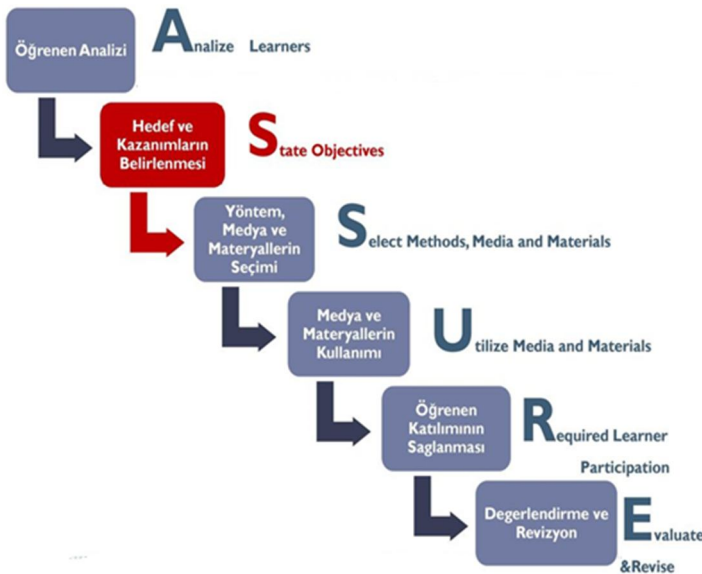 Öğrenen Analizi
Analize Learners
Hedef ve
Kazanımların
Belirlenmesi
State Objectives
Yöntem,
Medya ve
Materyallerin
Seçimi
Select Methods, Media and Materials
Medya ve
Materyallerin
Kullanımı
Utilize Media and Materials
Öğrenen
Katılımının
Saglanması
Required Learner
Participation
Degerlendirme ve
Revizyon
Evaluate
&Revise